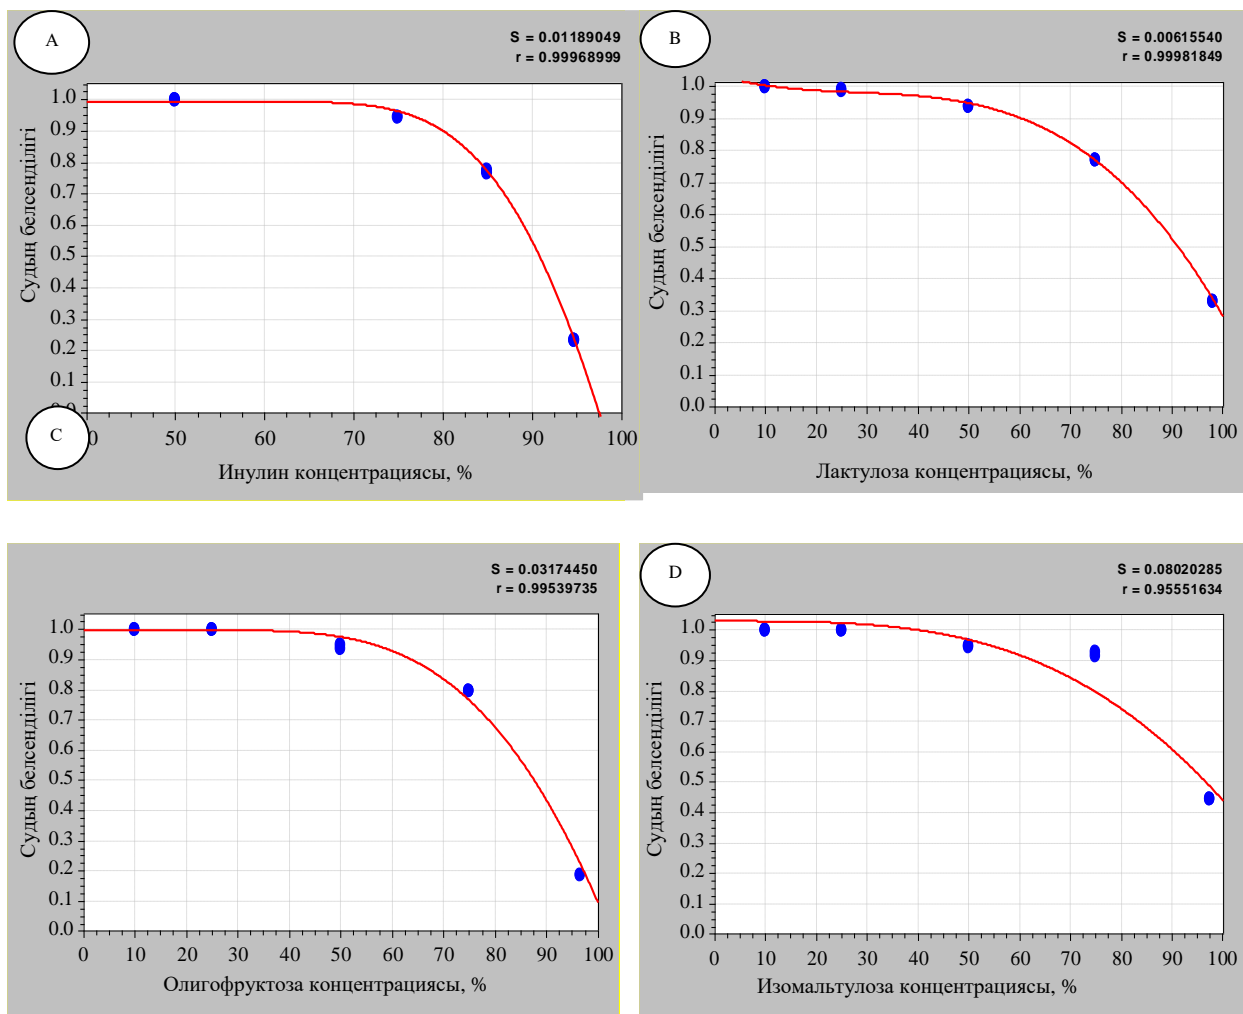 A
S = 0.01189049
r = 0.99968999
Судың белсенділігі
1.0
0.9
0.8
0.7
0.6
0.5
0.4
0.3
0.2
0.1
50 60 70 80 90 100
Инулин концентрациясы, %
B
S = 0.00615540
r = 0.99981849
Судың белсенділігі
1.0
0.9
0.8
0.7
0.6
0.5
0.4
0.3
0.2
0.1
0.0
0 10 20 30 40 50 60 70 80 90 100
Лактулоза концентрациясы, %
C
S = 0.03174450
r = 0.99539735
Судың белсенділігі
1.0
0.9
0.8
0.7
0.6
0.5
0.4
0.3
0.2
0.1
0.0
0 10 20 30 40 50 60 70 80 90 100
Олигофруктоза концентрациясы, %
D
S = 0.08020285
r = 0.95551634
Судың белсенділігі
1.0
0.9
0.8
0.7
0.6
0.5
0.4
0.3
0.2
0.1
0.0
0 10 20 30 40 50 60 70 80 90 100
Изомальтулоза концентрациясы, %